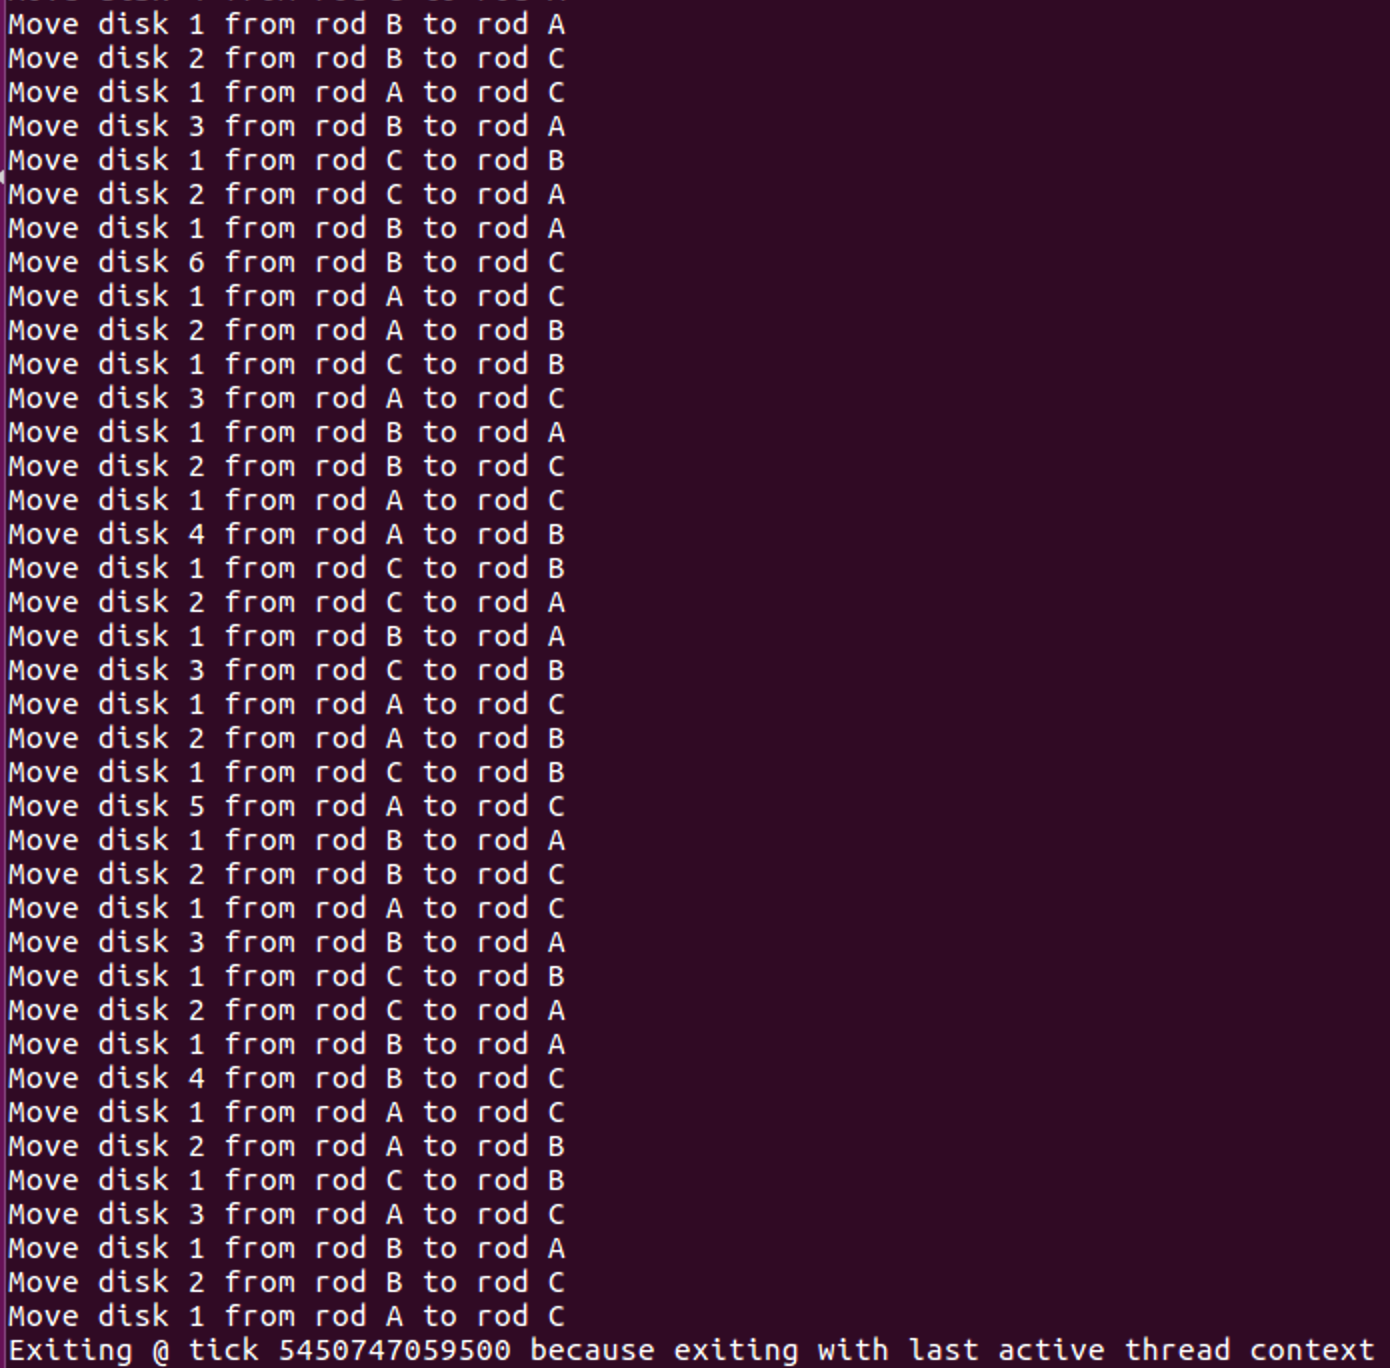 Move disk 1 from rod B to rod A
Move disk 2 from rod B to rod C
Move disk 1 from rod A to rod C
Move disk 3 from rod B to rod A
Move disk 1 from rod C to rod B
Move disk 2 from rod C to rod A
Move disk 1 from rod B to rod A
Move disk 6 from rod B to rod C
Move disk 1 from rod A to rod C
Move disk 2 from rod A to rod B
Move disk 1 from rod C to rod B
Move disk 3 from rod A to rod C
Move disk 1 from rod B to rod A
Move disk 2 from rod B to rod C
Move disk 1 from rod A to rod C
Move disk 4 from rod A to rod B
Move disk 1 from rod C to rod B
Move disk 2 from rod C to rod A
Move disk 1 from rod B to rod A
Move disk 3 from rod C to rod B
Move disk 1 from rod A to rod C
Move disk 2 from rod A to rod B
Move disk 1 from rod C to rod B
Move disk 5 from rod A to rod C
Move disk 1 from rod B to rod A
Move disk 2 from rod B to rod C
Move disk 1 from rod A to rod C
Move disk 3 from rod B to rod A
Move disk 1 from rod C to rod B
Move disk 2 from rod C to rod A
Move disk 1 from rod B to rod A
Move disk 4 from rod B to rod C
Move disk 1 from rod A to rod C
Move disk 2 from rod A to rod B
Move disk 1 from rod C to rod B
Move disk 3 from rod A to rod C
Move disk 1 from rod B to rod A
Move disk 2 from rod B to rod C
Move disk 1 from rod A to rod C
Exiting @ tick 5450747059500 because exiting with last active thread context